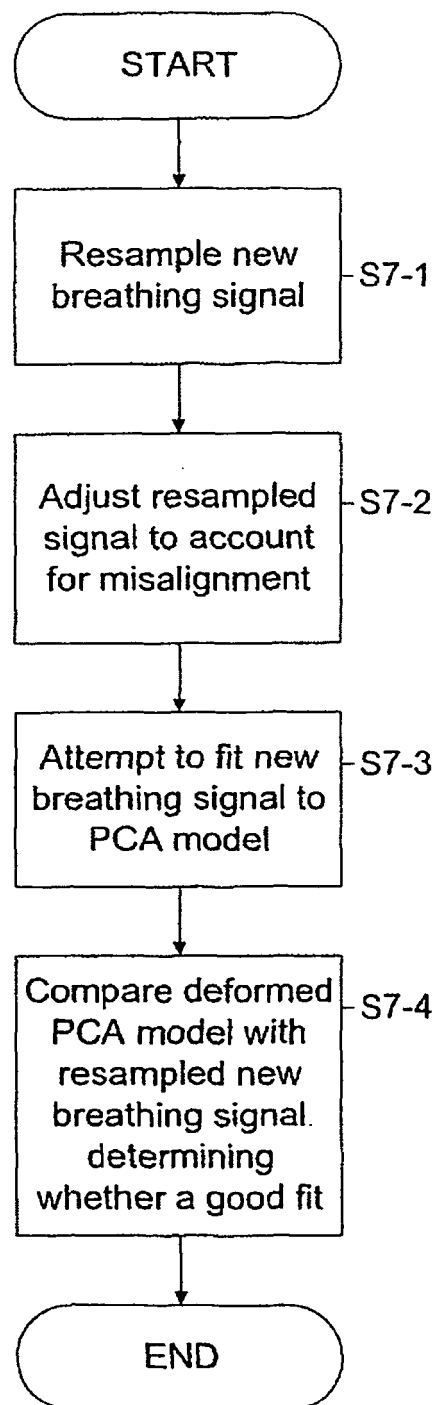 START
Resample new
breathing signal
S7-1
Adjust resampled
signal to account
for misalignment
S7-2
Attempt to fit new
breathing signal to
PCA model
S7-3
Compare deformed
PCA model with
resampled new
breathing signal.
determining
whether a good fit
S7-4
END